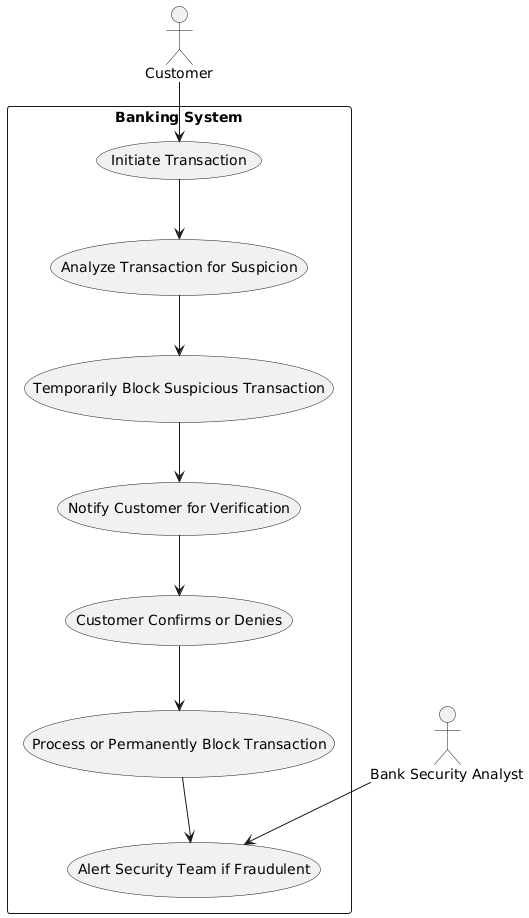 Customer
Banking System
Initiate Transaction
Analyze Transaction for Suspicion
Temporarily Block Suspicious Transaction
Notify Customer for Verification
Customer Confirms or Denies
Process or Permanently Block Transaction
Bank Security Analyst
Alert Security Team if Fraudulent